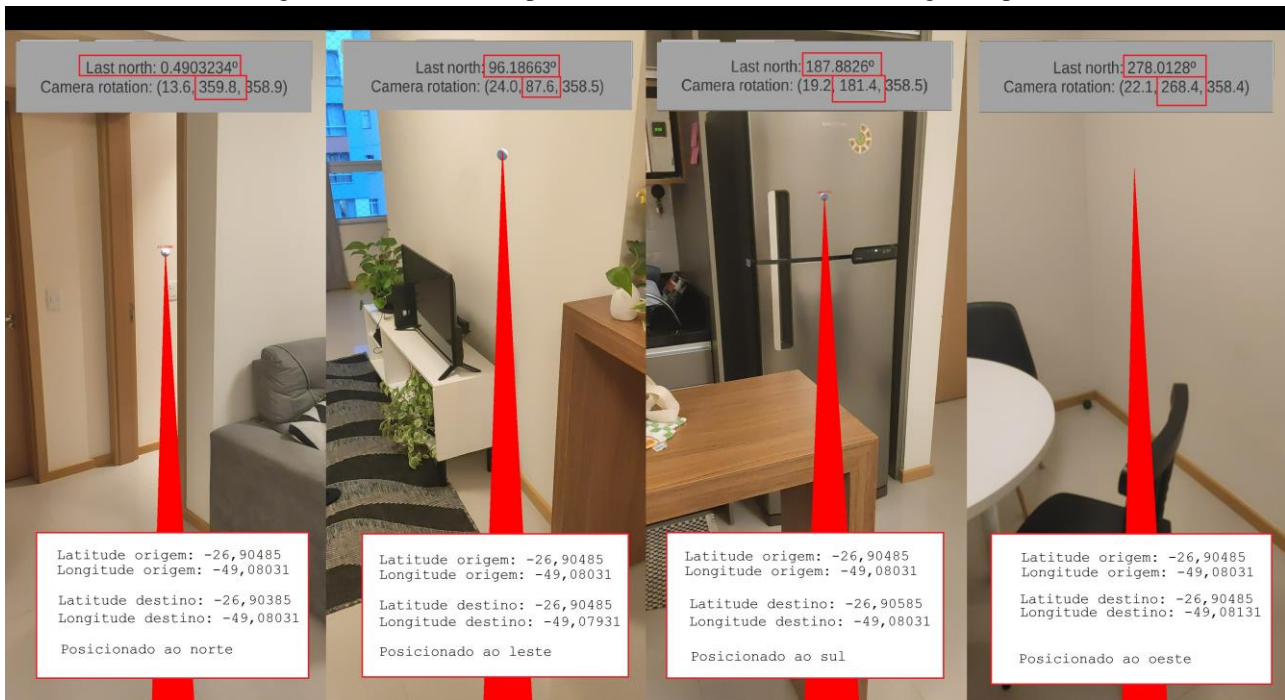 Last north: 0.4903234º
Camera rotation: (13.6, 359.8, 358.9)
Latitude origem: -26,90485
Longitude origem: -49,08031
Latitude destino: -26,90385
Longitude destino: -49,08031
Posicionado ao norte
Last north: 96.18663º
Camera rotation: (24.0, 87.6, 358.5)
Latitude origem: -26,90485
Longitude origem: -49,08031
Latitude destino: -26,90485
Longitude destino: -49,07931
Posicionado ao leste
Last north: 187.8826º
Camera rotation: (19.2, 181.4, 358.5)
Latitude origem: -26,90485
Longitude origem: -49,08031
Latitude destino: -26,90585
Longitude destino: -49,08031
Posicionado ao sul
Last north: 278.0128º
Camera rotation: (22.1, 268.4, 358.4)
Latitude origem: -26,90485
Longitude origem: -49,08031
Latitude destino: -26,90485
Longitude destino: -49,08131
Posicionado ao oeste